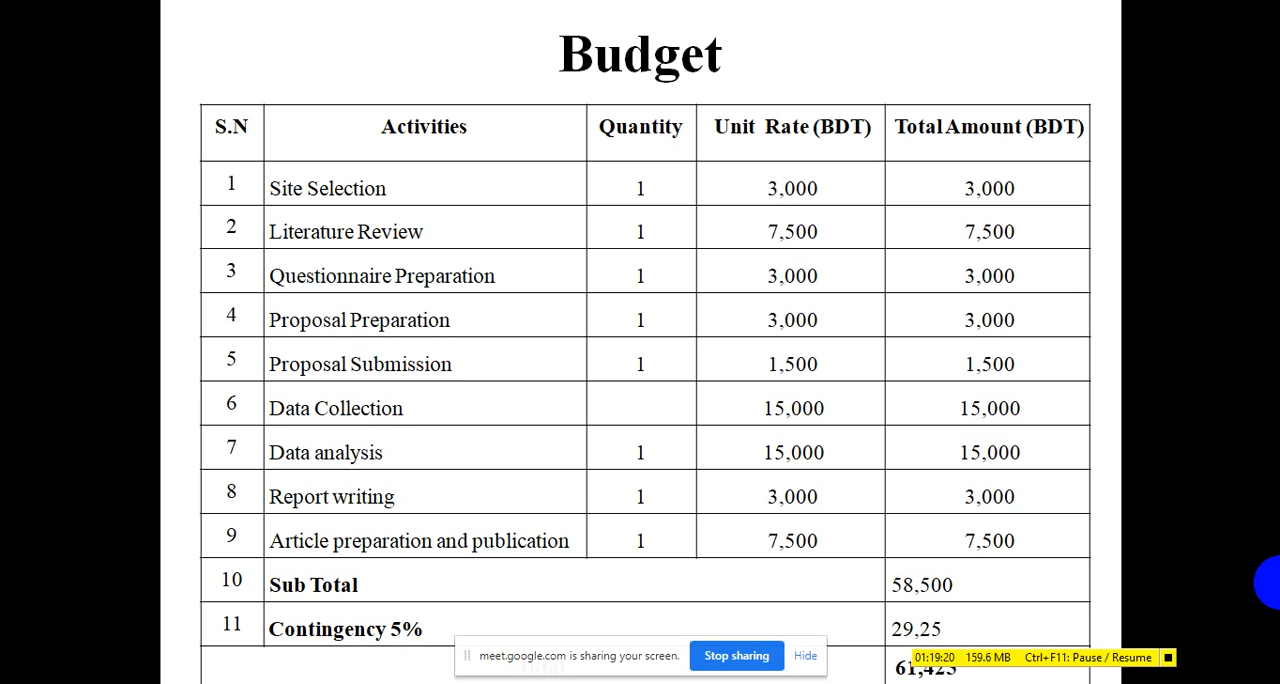 Budget
S.N Activities Quantity Unit Rate (BDT) Total Amount (BDT)
1 Site Selection 1 3,000 3,000
2 Literature Review 1 7,500 7,500
3 Questionnaire Preparation 1 3,000 3,000
4 Proposal Preparation 1 3,000 3,000
5 Proposal Submission 1 1,500 1,500
6 Data Collection 15,000 15,000
7 Data analysis 1 15,000 15,000
8 Report writing 1 3,000 3,000
9 Article preparation and publication 1 7,500 7,500
10 Sub Total 58,500
11 Contingency 5% 29,25
meet.google.com is sharing your screen. Stop sharing Hide
01:19:20 159.6 MB Ctrl+F11: Pause / Resume
Total 61,425